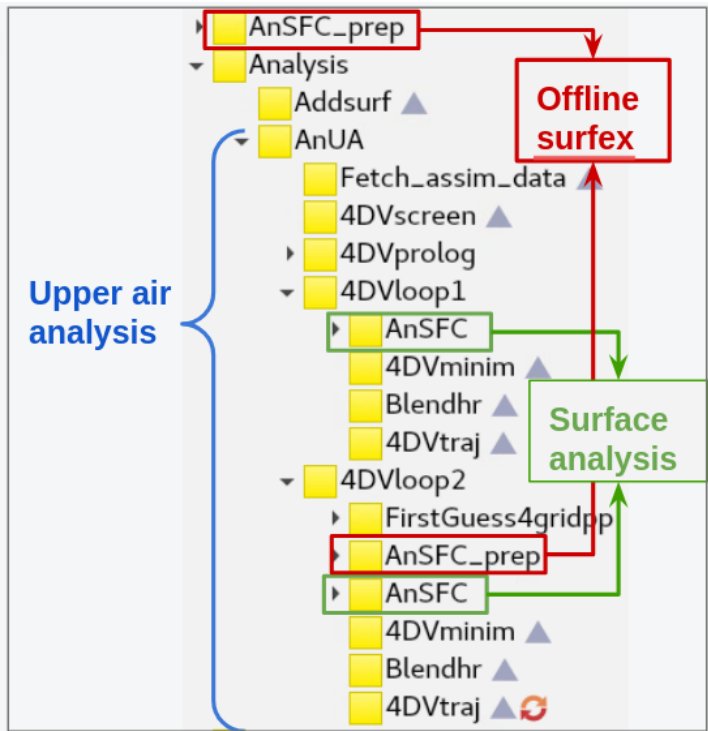 AnSFC_prep
Analysis
Addsurf
AnUA
Fetch_assim_data
4DVscreen
4DVprolog
4DVloop1
AnSFC
4DVminim
Blendhr
4DVtraj
4DVloop2
FirstGuess4gridpp
AnSFC_prep
AnSFC
4DVminim
Blendhr
4DVtraj
Upper air
analysis
Offline
surfex
Surface
analysis